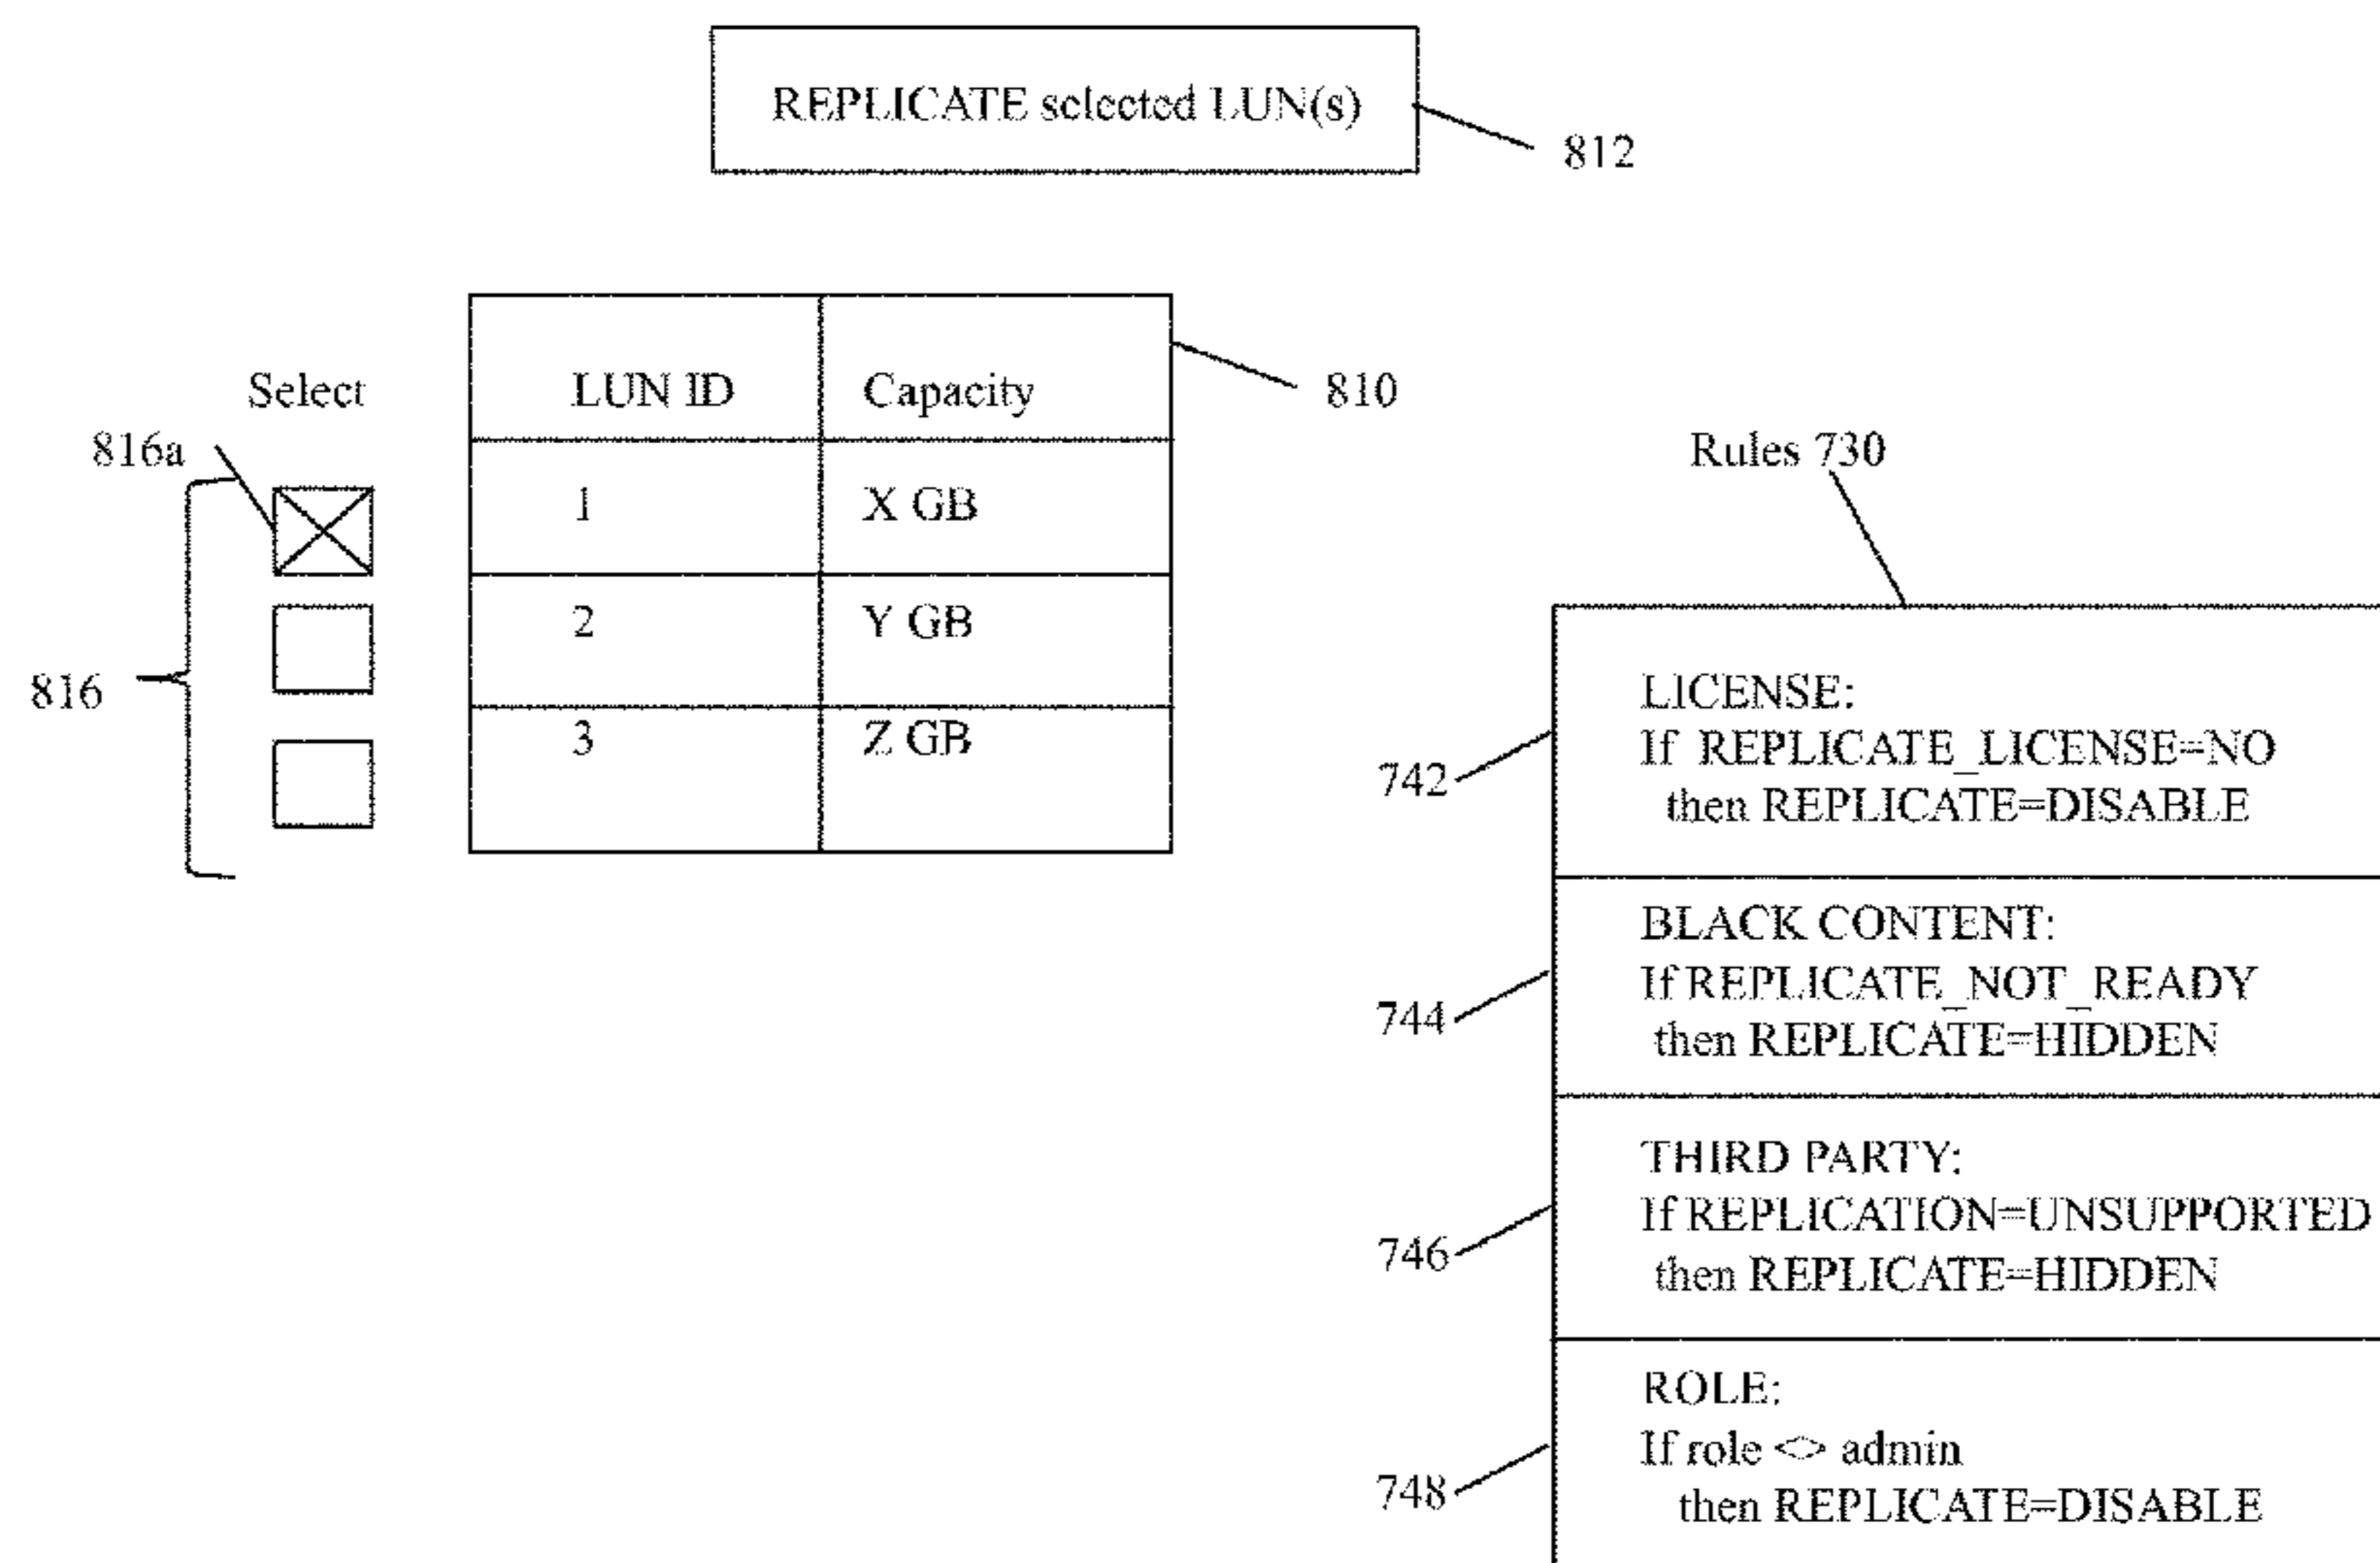 REPLICATE selected LUN(s)
812
Select
LUN ID Capacity
810
816a
1 X GB
2 Y GB
816
3 Z GB
Rules 730
LICENSE:
If REPLICATE_LICENSE=NO
then REPLICATE=DISABLE
742
BLACK CONTENT:
If REPLICATE_NOT_READY
then REPLICATE=HIDDEN
744
THIRD PARTY:
If REPLICATION=UNSUPPORTED
then REPLICATE=HIDDEN
746
ROLE:
If role <> admin
then REPLICATE=DISABLE
748